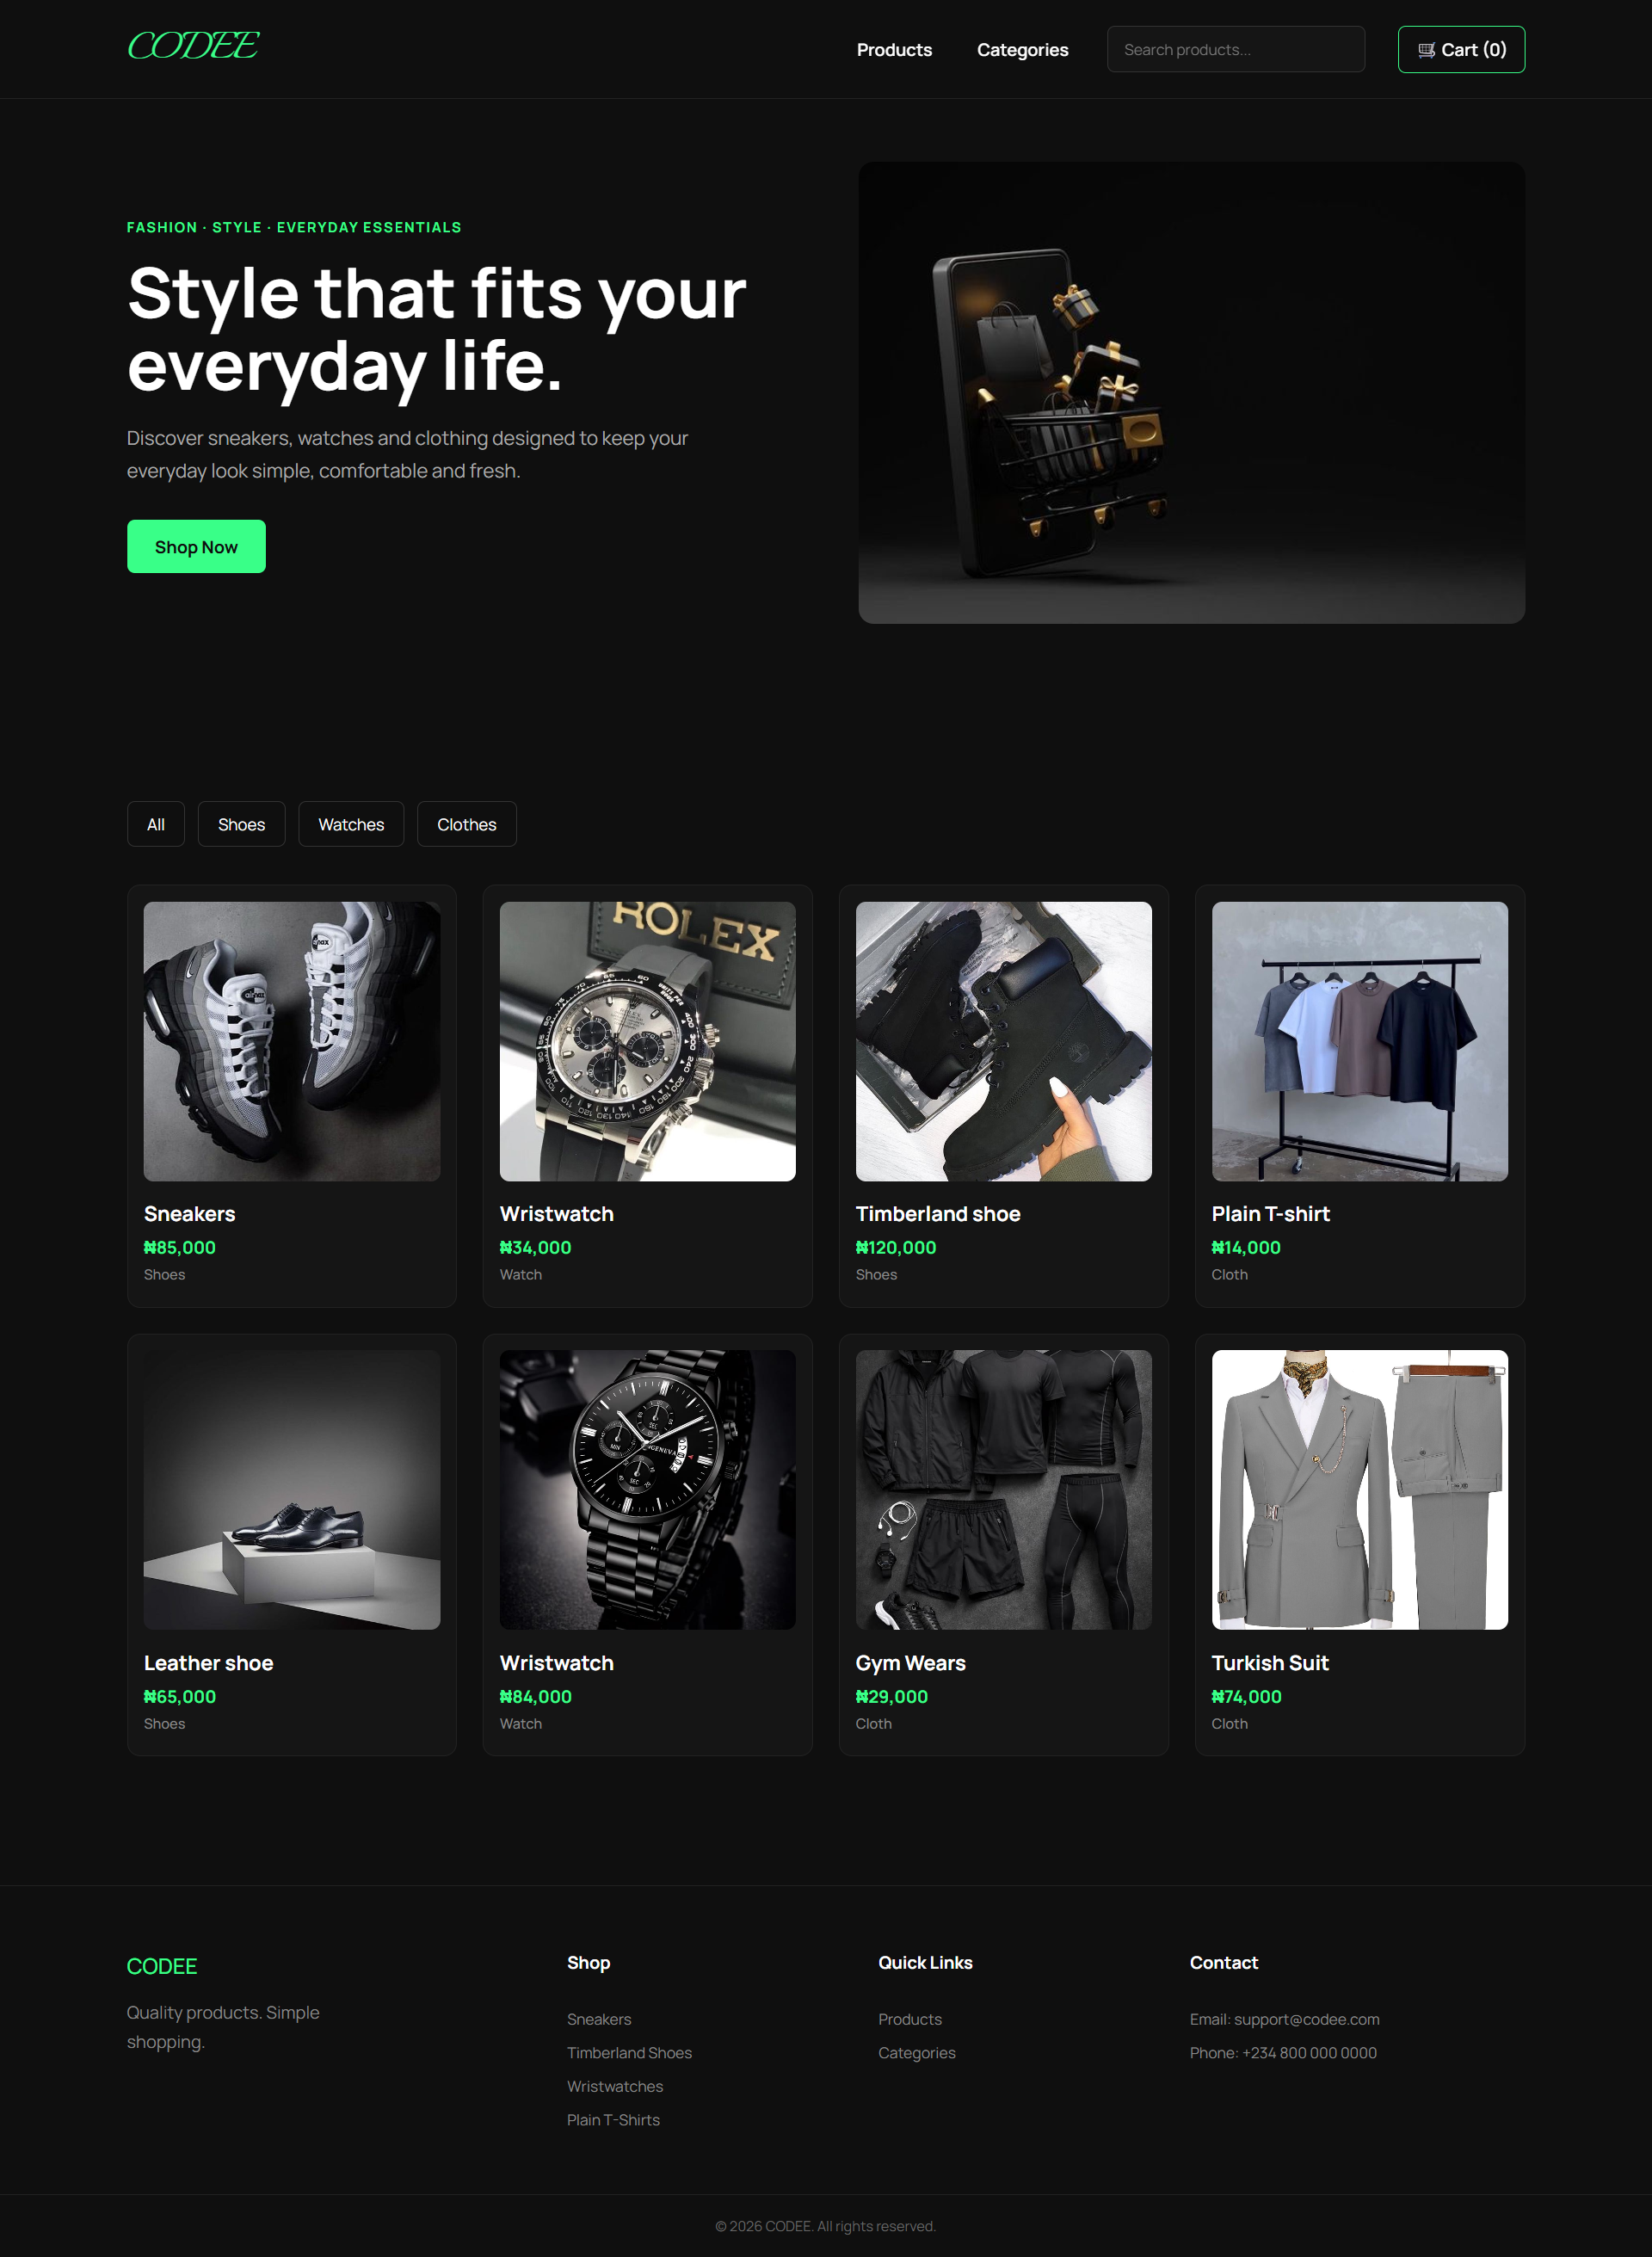 CODEE
Products
Categories
Search products...
Cart (0)
FASHION · STYLE · EVERYDAY ESSENTIALS
Style that fits your
everyday life.
Discover sneakers, watches and clothing designed to keep your
everyday look simple, comfortable and fresh.
Shop Now
All
Shoes
Watches
Clothes
airmax
ROLEX
Sneakers
₦85,000
Shoes
Wristwatch
₦34,000
Watch
Timberland shoe
₦120,000
Shoes
Plain T-shirt
₦14,000
Cloth
GENEVA
Leather shoe
₦65,000
Shoes
Wristwatch
₦84,000
Watch
Gym Wears
₦29,000
Cloth
Turkish Suit
₦74,000
Cloth
CODEE
Quality products. Simple
shopping.
Shop
Sneakers
Timberland Shoes
Wristwatches
Plain T-Shirts
Quick Links
Products
Categories
Contact
Email: support@codee.com
Phone: +234 800 000 0000
© 2026 CODEE. All rights reserved.